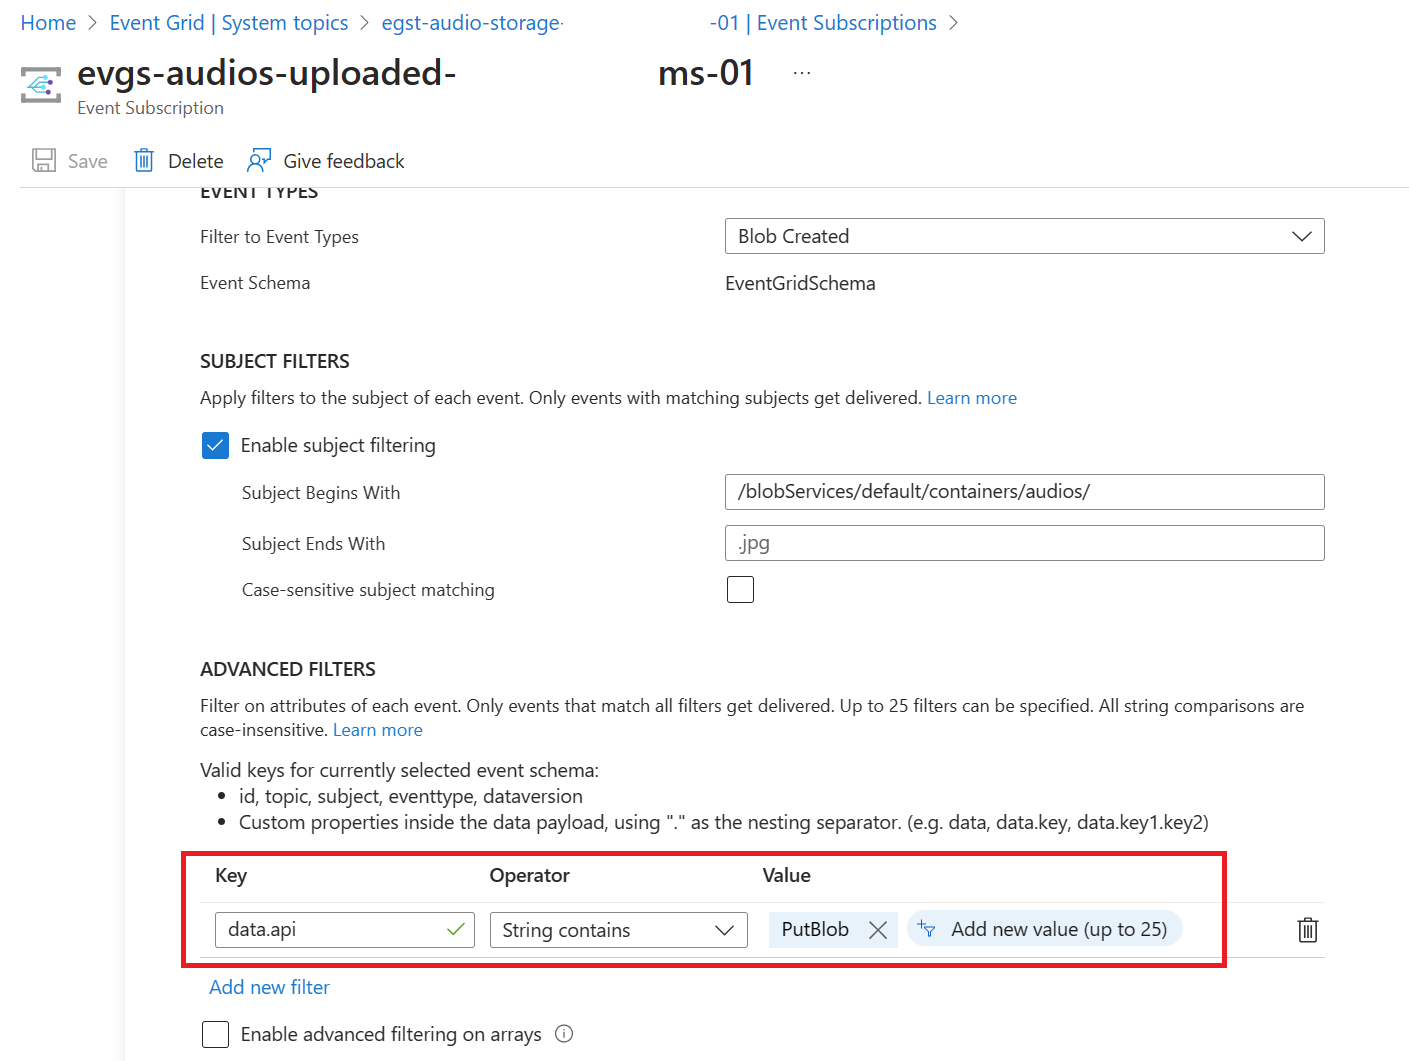 Home > Event Grid | System topics > egst-audio-storage- -01 | Event Subscriptions >
evgs-audios-uploaded- ms-01 ...
Event Subscription
Save Delete Give feedback
EVENT TYPES
Filter to Event Types Blob Created
Event Schema EventGridSchema
SUBJECT FILTERS
Apply filters to the subject of each event. Only events with matching subjects get delivered. Learn more
Enable subject filtering
Subject Begins With /blobServices/default/containers/audios/
Subject Ends With .jpg
Case-sensitive subject matching
ADVANCED FILTERS
Filter on attributes of each event. Only events that match all filters get delivered. Up to 25 filters can be specified. All string comparisons are
case-insensitive. Learn more
Valid keys for currently selected event schema:
• id, topic, subject, eventtype, dataversion
• Custom properties inside the data payload, using "." as the nesting separator. (e.g. data, data.key, data.key1.key2)
Key Operator Value
data.api String contains PutBlob Add new value (up to 25)
Add new filter
Enable advanced filtering on arrays